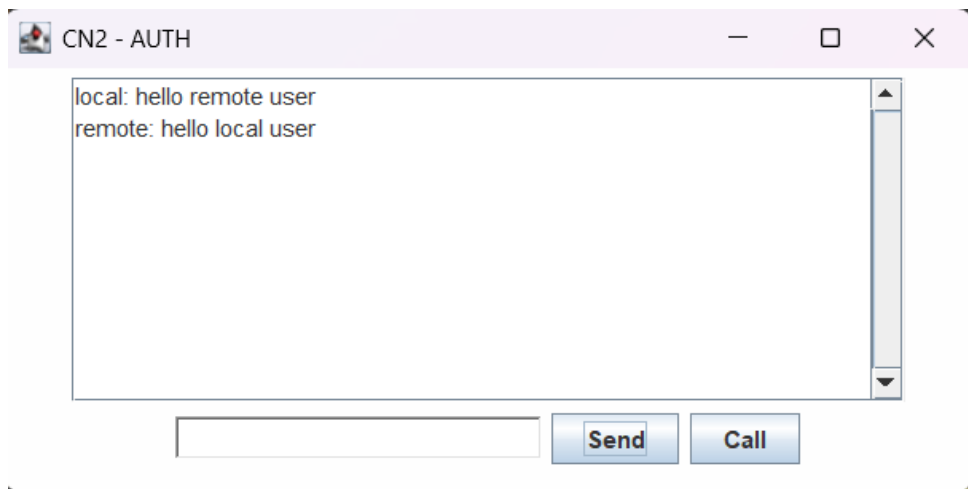 CN2 - AUTH
local: hello remote user
remote: hello local user
Send
Call